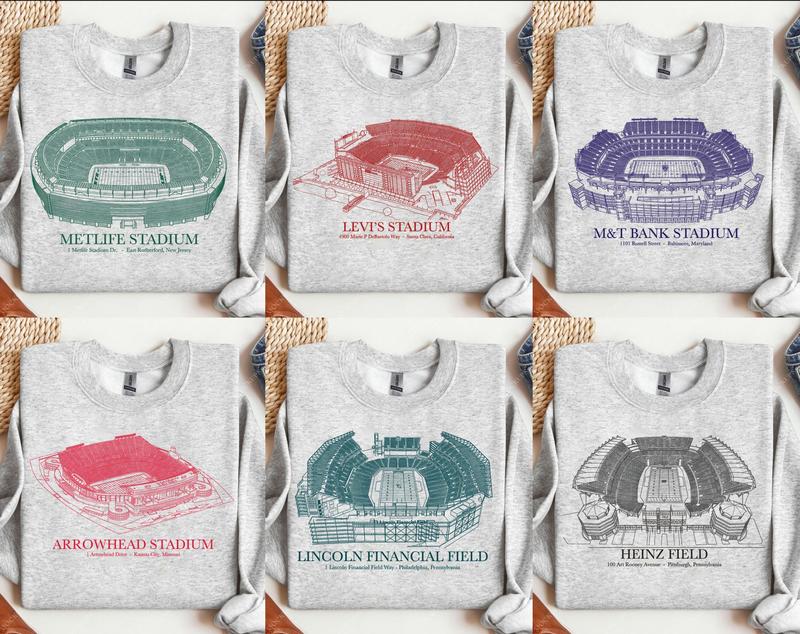 METLIFE STADIUM
1 Metlife Stadium Dr. - East Rutherford, New Jersey
LEVI'S STADIUM
4900 Marie P DeBartolo Way - Santa Clara, California
M&T BANK STADIUM
1101 Russell Street - Baltimore, Maryland
ARROWHEAD STADIUM
1 Arrowhead Drive - Kansas City, Missouri
LINCOLN FINANCIAL FIELD
1 Lincoln Financial Field Way - Philadelphia, Pennsylvania
HEINZ FIELD
100 Art Rooney Avenue - Pittsburgh, Pennsylvania